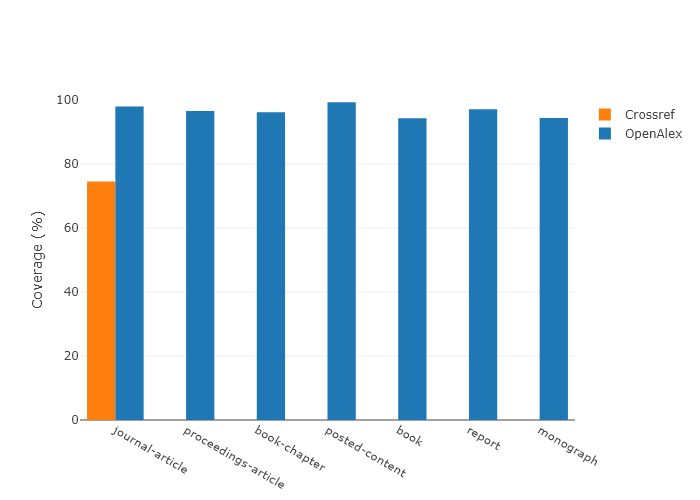 100
80
60
40
20
0
Coverage (%)
journal-article
proceedings-article
book-chapter
posted-content
book
report
monograph
Crossref
OpenAlex